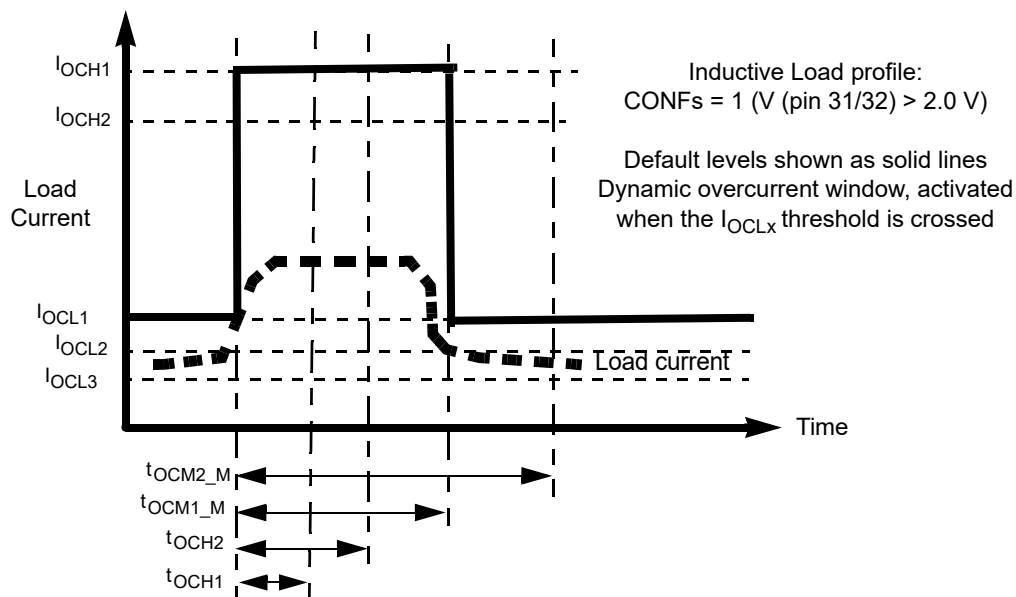 I_OCH1
I_OCH2
Load
Current
I_OCL1
I_OCL2
I_OCL3
Inductive Load profile:
CONFs = 1 (V (pin 31/32) > 2.0 V)
Default levels shown as solid lines
Dynamic overcurrent window, activated
when the I_OCLx threshold is crossed
Load current
Time
t_OCM2_M
t_OCM1_M
t_OCH2
t_OCH1